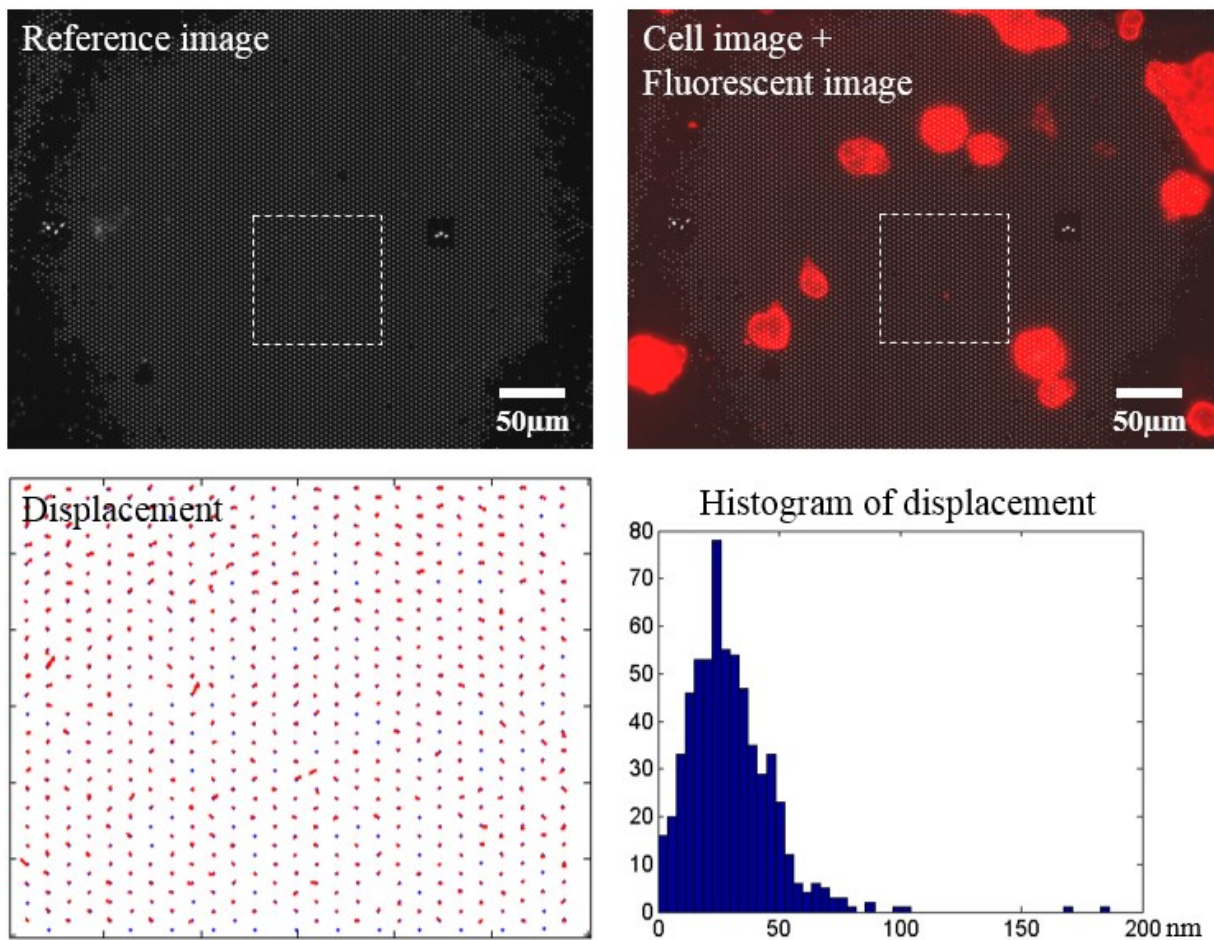 Reference image
Cell image +
Fluorescent image
50μm
50μm
Displacement
Histogram of displacement
80
70
60
50
40
30
20
10
0
0
50
100
150
200 nm